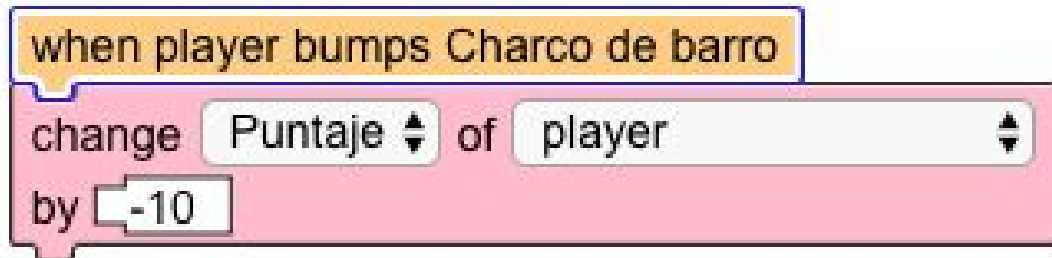 when player bumps Charco de barro
change Puntaje of player
by -10